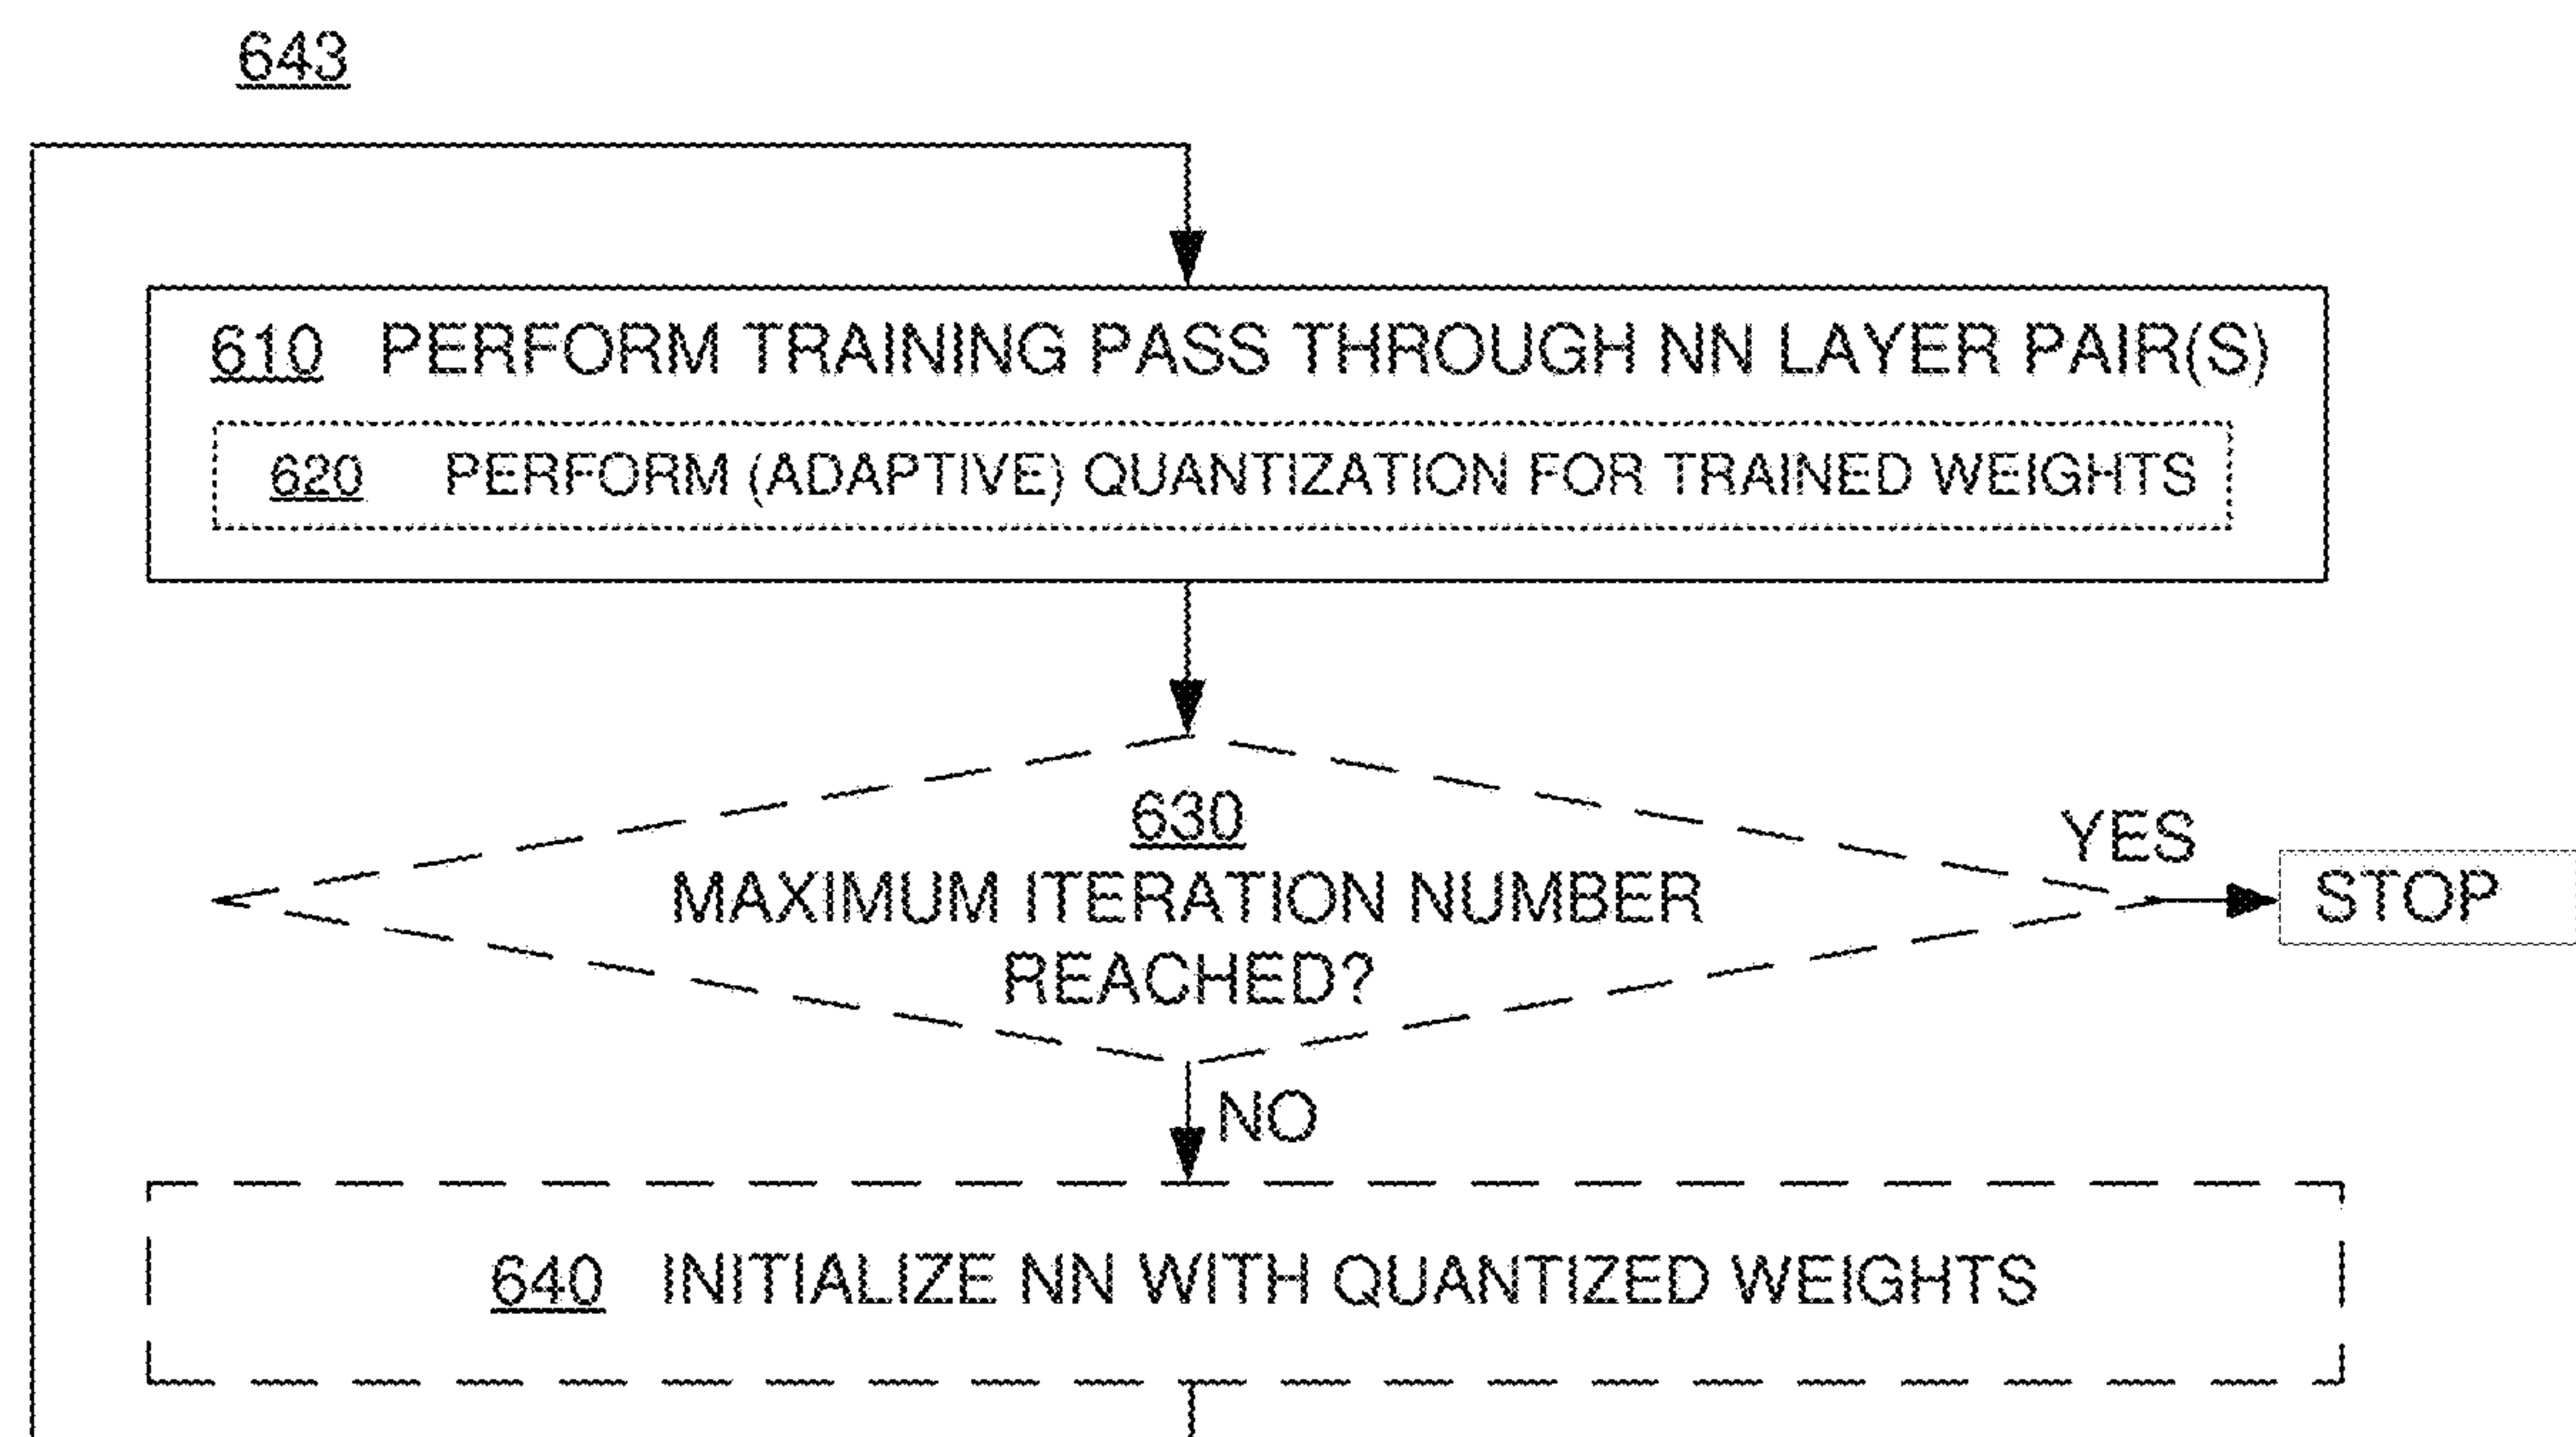 643
610 PERFORM TRAINING PASS THROUGH NN LAYER PAIR(S)
620 PERFORM (ADAPTIVE) QUANTIZATION FOR TRAINED WEIGHTS
630
MAXIMUM ITERATION NUMBER
REACHED?
YES
STOP
NO
640 INITIALIZE NN WITH QUANTIZED WEIGHTS